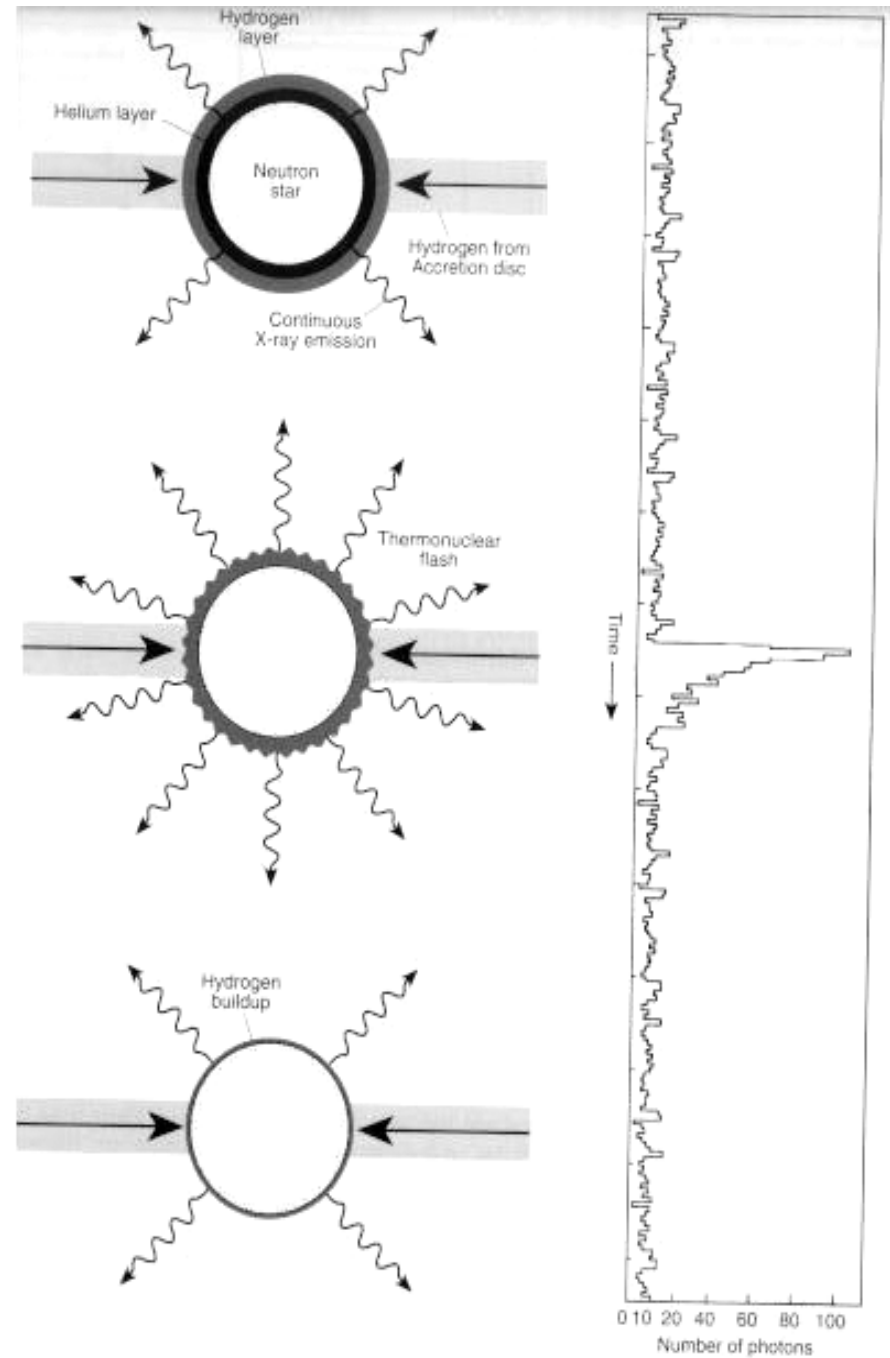 Hydrogen
layer
Helium layer
Neutron
star
Hydrogen from
Accretion disc
Continuous
X-ray emission
Thermonuclear
flash
Time
Hydrogen
buildup
0 10 20 40 60 80 100
Number of photons